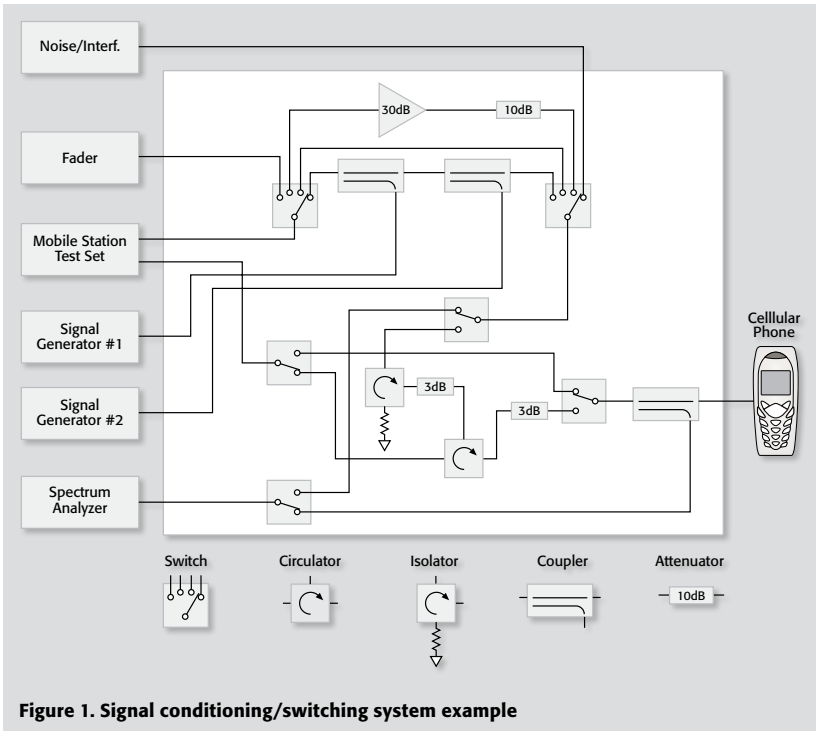 Noise/Interf.
30dB
10dB
Fader
Mobile Station
Test Set
Signal
Generator #1
Celllular
Phone
3dB
Signal
Generator #2
3dB
Spectrum
Analyzer
Switch
Circulator
Isolator
Coupler
Attenuator
10dB
Figure 1. Signal conditioning/switching system example